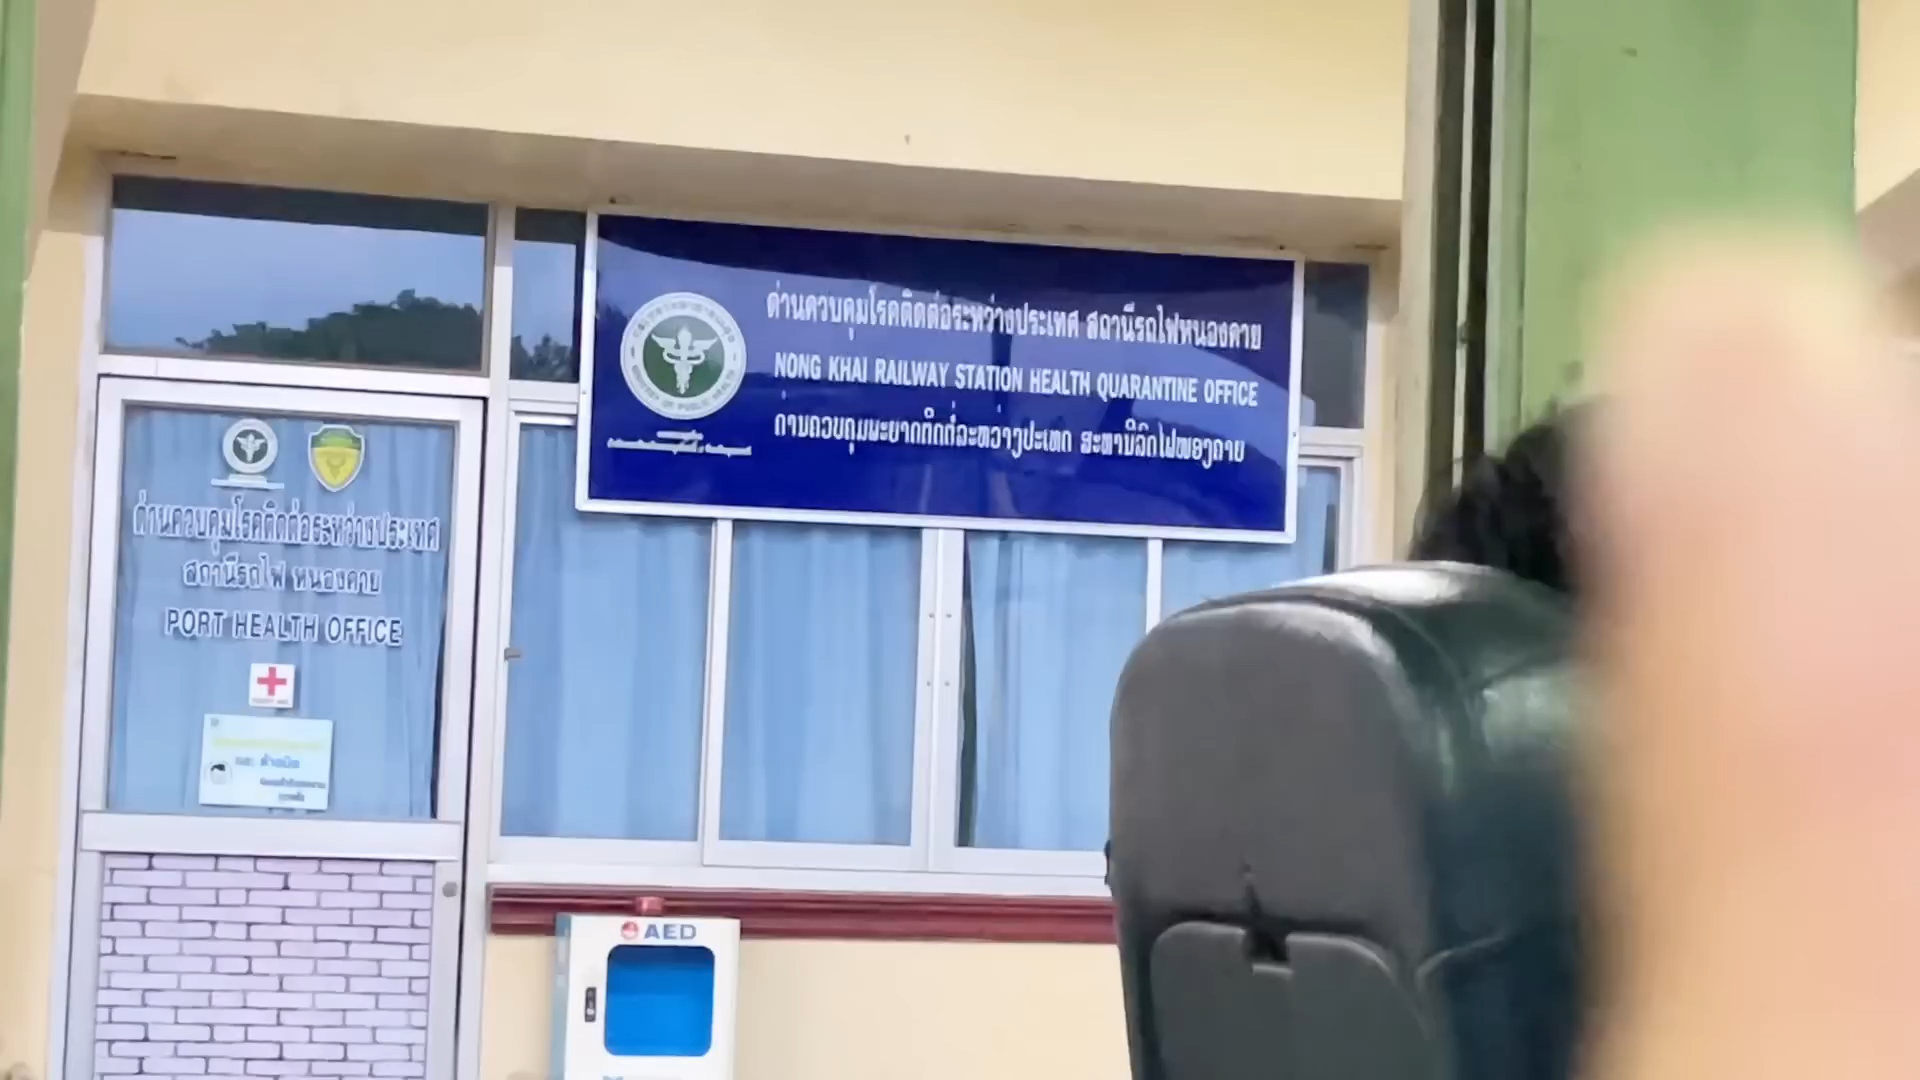 ด่านควบคุมโรคติดต่อระหว่างประเทศ สถานีรถไฟหนองคาย
NONG KHAI RAILWAY STATION HEALTH QUARANTINE OFFICE
ด่านควบคุมพะยาดติดต่ละหว่างปะเทด สะพานีลົດໄຟໜອງຄາຍ
ด่านควบคุมโรคติดต่อระหว่างประเทศ
สถานีรถไฟ หนองคาย
PORT HEALTH OFFICE
AED